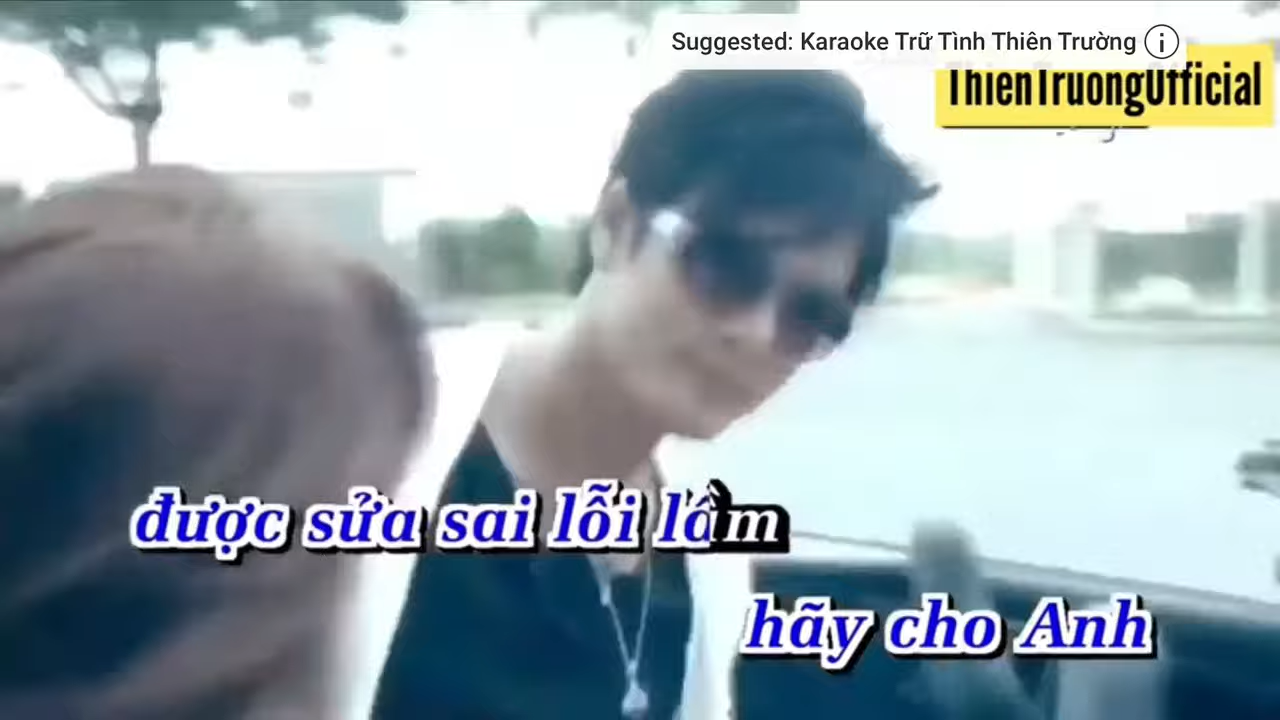 Suggested: Karaoke Trữ Tình Thiên Trường
ThienTruongOfficial
được sửa sai lỗi lầm
hãy cho Anh